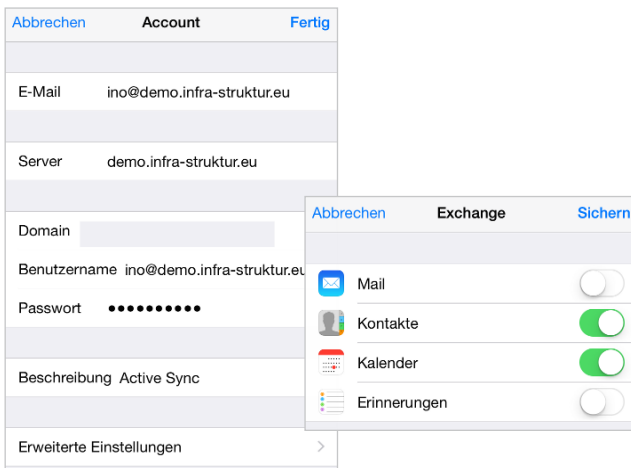 Abbrechen Account Fertig
E-Mail ino@demo.infra-struktur.eu
Server demo.infra-struktur.eu
Domain
Benutzername ino@demo.infra-struktur.eu
Passwort ••••••••••
Beschreibung Active Sync
Erweiterte Einstellungen
Abbrechen Exchange Sichern
Mail
Kontakte
Kalender
Erinnerungen